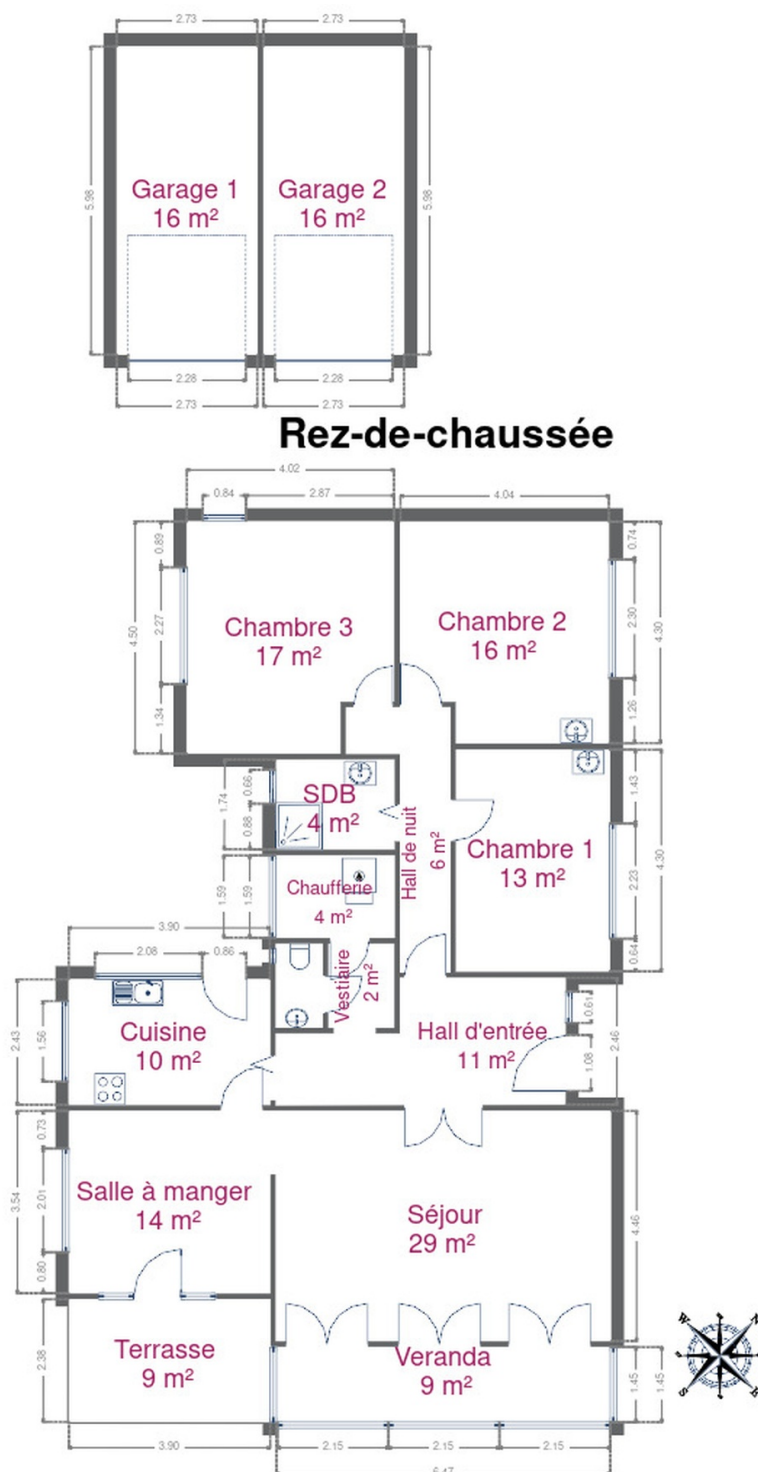 2.73 2.73
5.98 5.98
Garage 1 Garage 2
16 m² 16 m²
2.28 2.28
2.73 2.73
Rez-de-chaussée
4.02
0.84 2.87 4.04
0.89 0.74
4.50 2.27 2.30 4.30
Chambre 3 Chambre 2
17 m² 16 m²
1.34 1.26
1.74 0.66 0.88
SDB
4 m²
Hall de nuit
6 m²
1.43
Chambre 1
13 m²
2.23 4.30
0.64
1.59 1.59
Chaufferie
4 m²
3.90
2.08 0.86
Vestiaire
2 m²
2.43 1.56
Cuisine
10 m²
Hall d'entrée
11 m²
0.61
1.08 2.46
0.73
3.54 2.01
0.80
Salle à manger
14 m²
Séjour
29 m²
4.46
Terrasse
9 m²
2.38
Veranda
9 m²
1.45 1.45
3.90 2.15 2.15 2.15
6.47
W N
S E